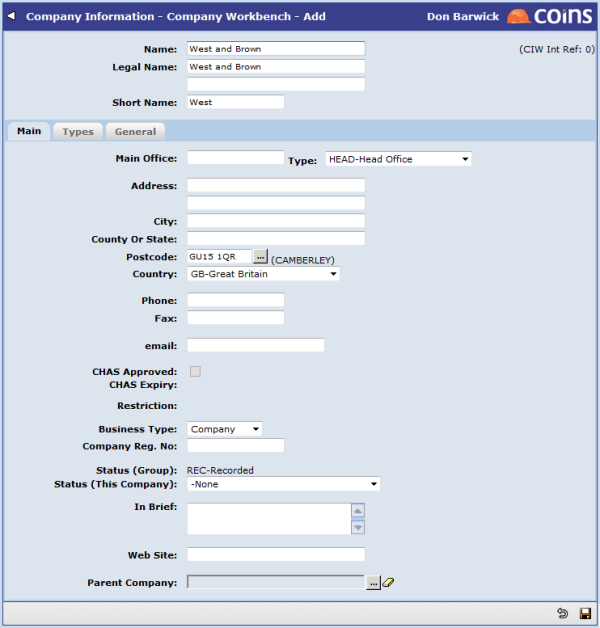 Company Information - Company Workbench - Add Don Barwick coins
Name: West and Brown (CIW Int Ref: 0)
Legal Name: West and Brown
Short Name: West
Main Types General
Main Office: Type: HEAD-Head Office
Address:
City:
County Or State:
Postcode: GU15 1QR ... (CAMBERLEY)
Country: GB-Great Britain
Phone:
Fax:
email:
CHAS Approved:
CHAS Expiry:
Restriction:
Business Type: Company
Company Reg. No:
Status (Group): REC-Recorded
Status (This Company): -None
In Brief:
Web Site:
Parent Company: ...